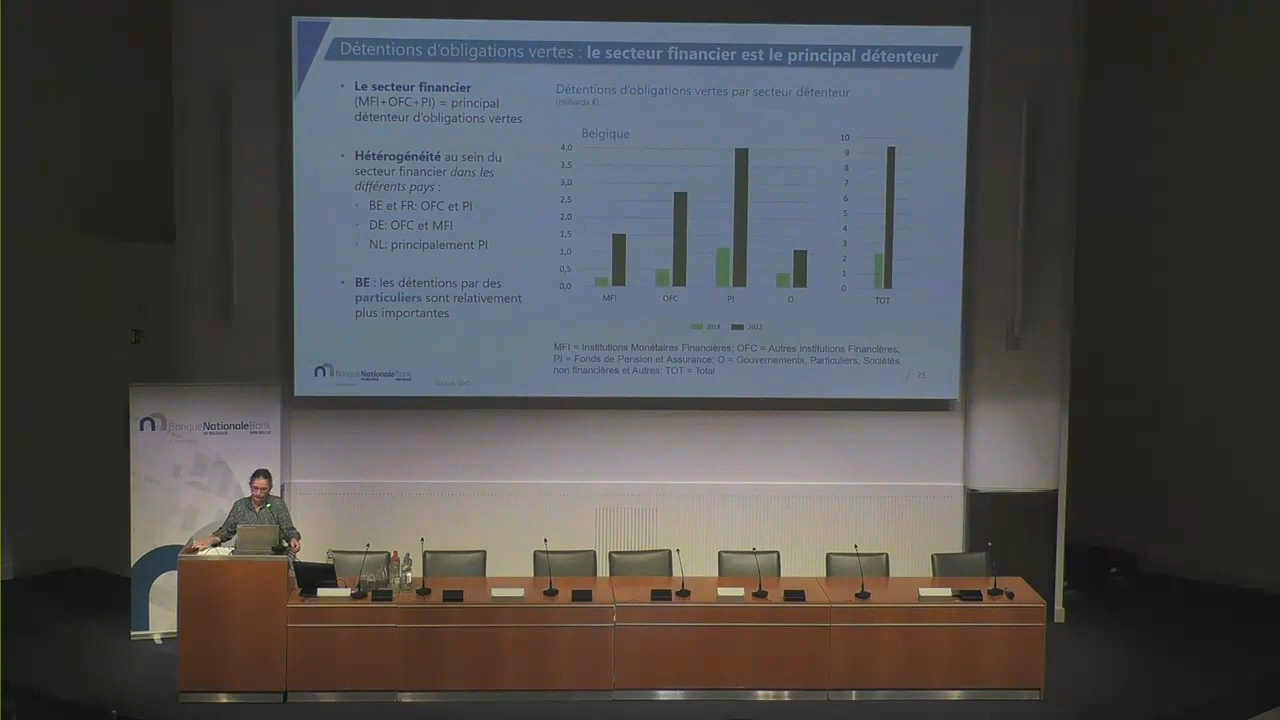 Détentions d'obligations vertes : le secteur financier est le principal détenteur
• Le secteur financier
(MFI+OFC+PI) = principal
détenteur d'obligations vertes
• Hétérogénéité au sein du
secteur financier dans les
différents pays :
BE et FR: OFC et PI
DE: OFC et MFI
NL: principalement PI
• BE : les détentions par des
particuliers sont relativement
plus importantes
Détentions d'obligations vertes par secteur détenteur
(milliards €)
Belgique
4,0
3,5
3,0
2,5
2,0
1,5
1,0
0,5
0,0
MFI OFC PI O
10
9
8
7
6
5
4
3
2
1
0
TOT
2018 2022
MFI = Institutions Monétaires Financières; OFC = Autres Institutions Financières;
PI = Fonds de Pension et Assurance; O = Gouvernements, Particuliers, Sociétés
non financières et Autres; TOT = Total
BanqueNationaleBank
/ 26
BanqueNationaleBank
DE BELGIQUE